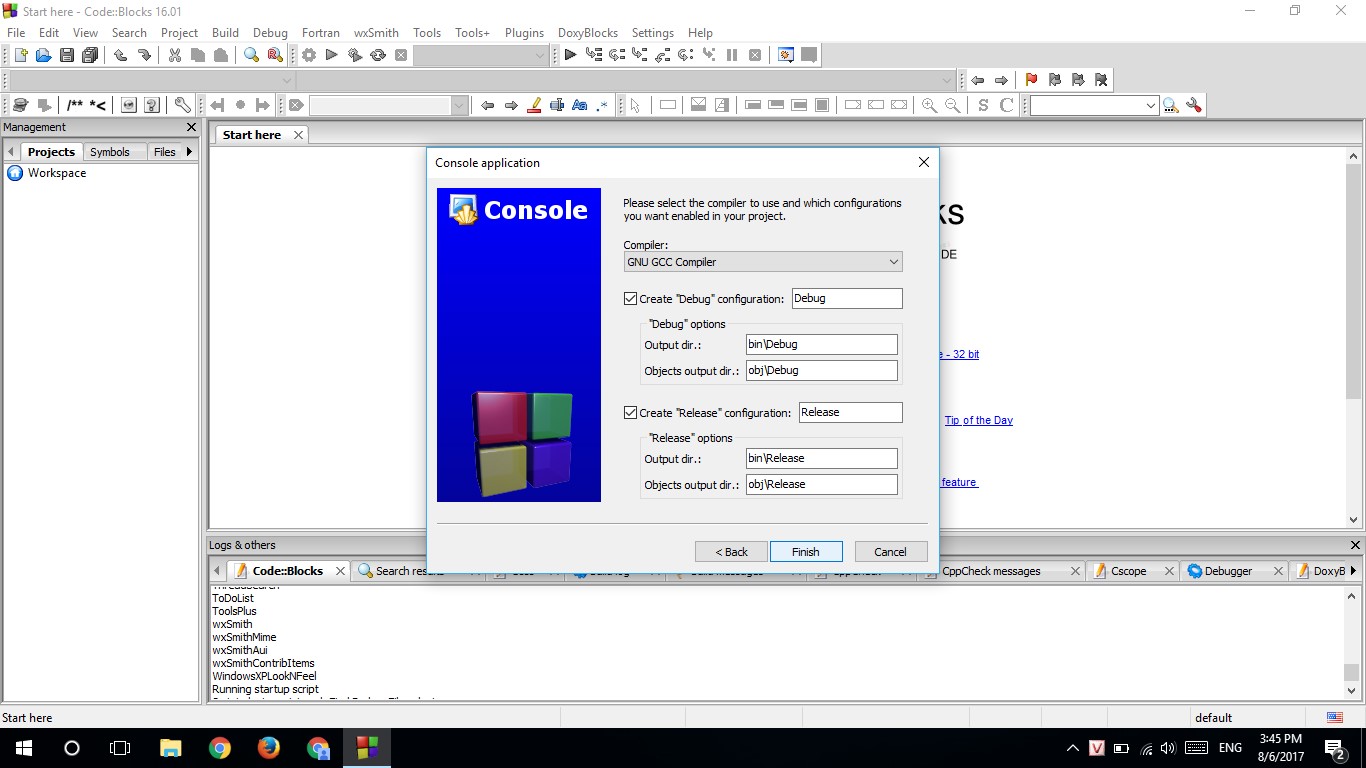 Start here - Code::Blocks 16.01
File Edit View Search Project Build Debug Fortran wxSmith Tools Tools+ Plugins DoxyBlocks Settings Help
/** *<
Aa .*
S C
Management
Projects Symbols Files
Workspace
Start here
Console application
Console
Please select the compiler to use and which configurations
you want enabled in your project.
Compiler:
GNU GCC Compiler
Create "Debug" configuration: Debug
"Debug" options
Output dir.: bin\Debug
Objects output dir.: obj\Debug
Create "Release" configuration: Release
"Release" options
Output dir.: bin\Release
Objects output dir.: obj\Release
< Back Finish Cancel
DE
- 32 bit
Tip of the Day
feature
Logs & others
Code::Blocks Search CppCheck messages Cscope Debugger DoxyB
ToDoList
ToolsPlus
wxSmith
wxSmithMime
wxSmithAui
wxSmithContribItems
WindowsXPLookNFeel
Running startup script
Start here default
ENG
3:45 PM
8/6/2017
2